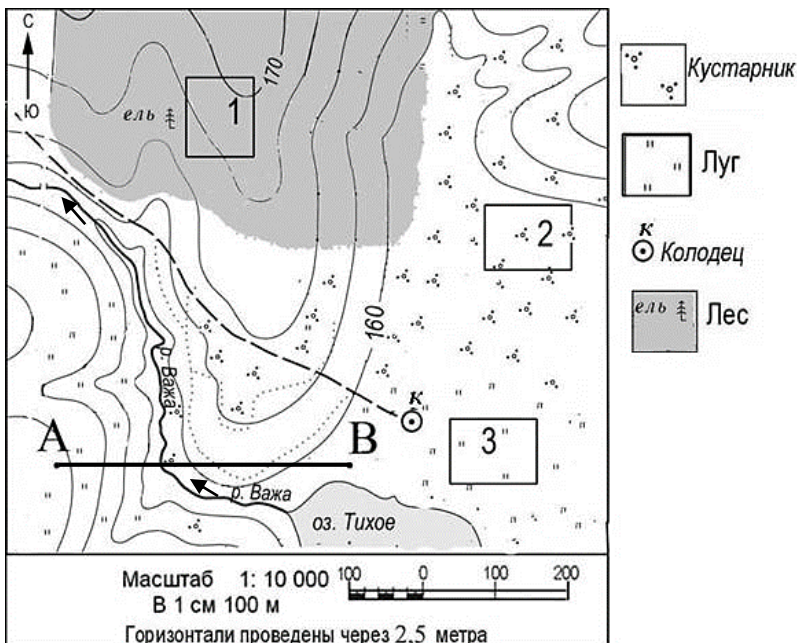 С
Ю
170
ель
1
2
160
р. Важа
к
А
В
3
р. Важа
оз. Тихое
Кустарник
Луг
к
Колодец
ель
Лес
Масштаб 1: 10 000
В 1 см 100 м
100 0 100 200
Горизонтали проведены через 2,5 метра